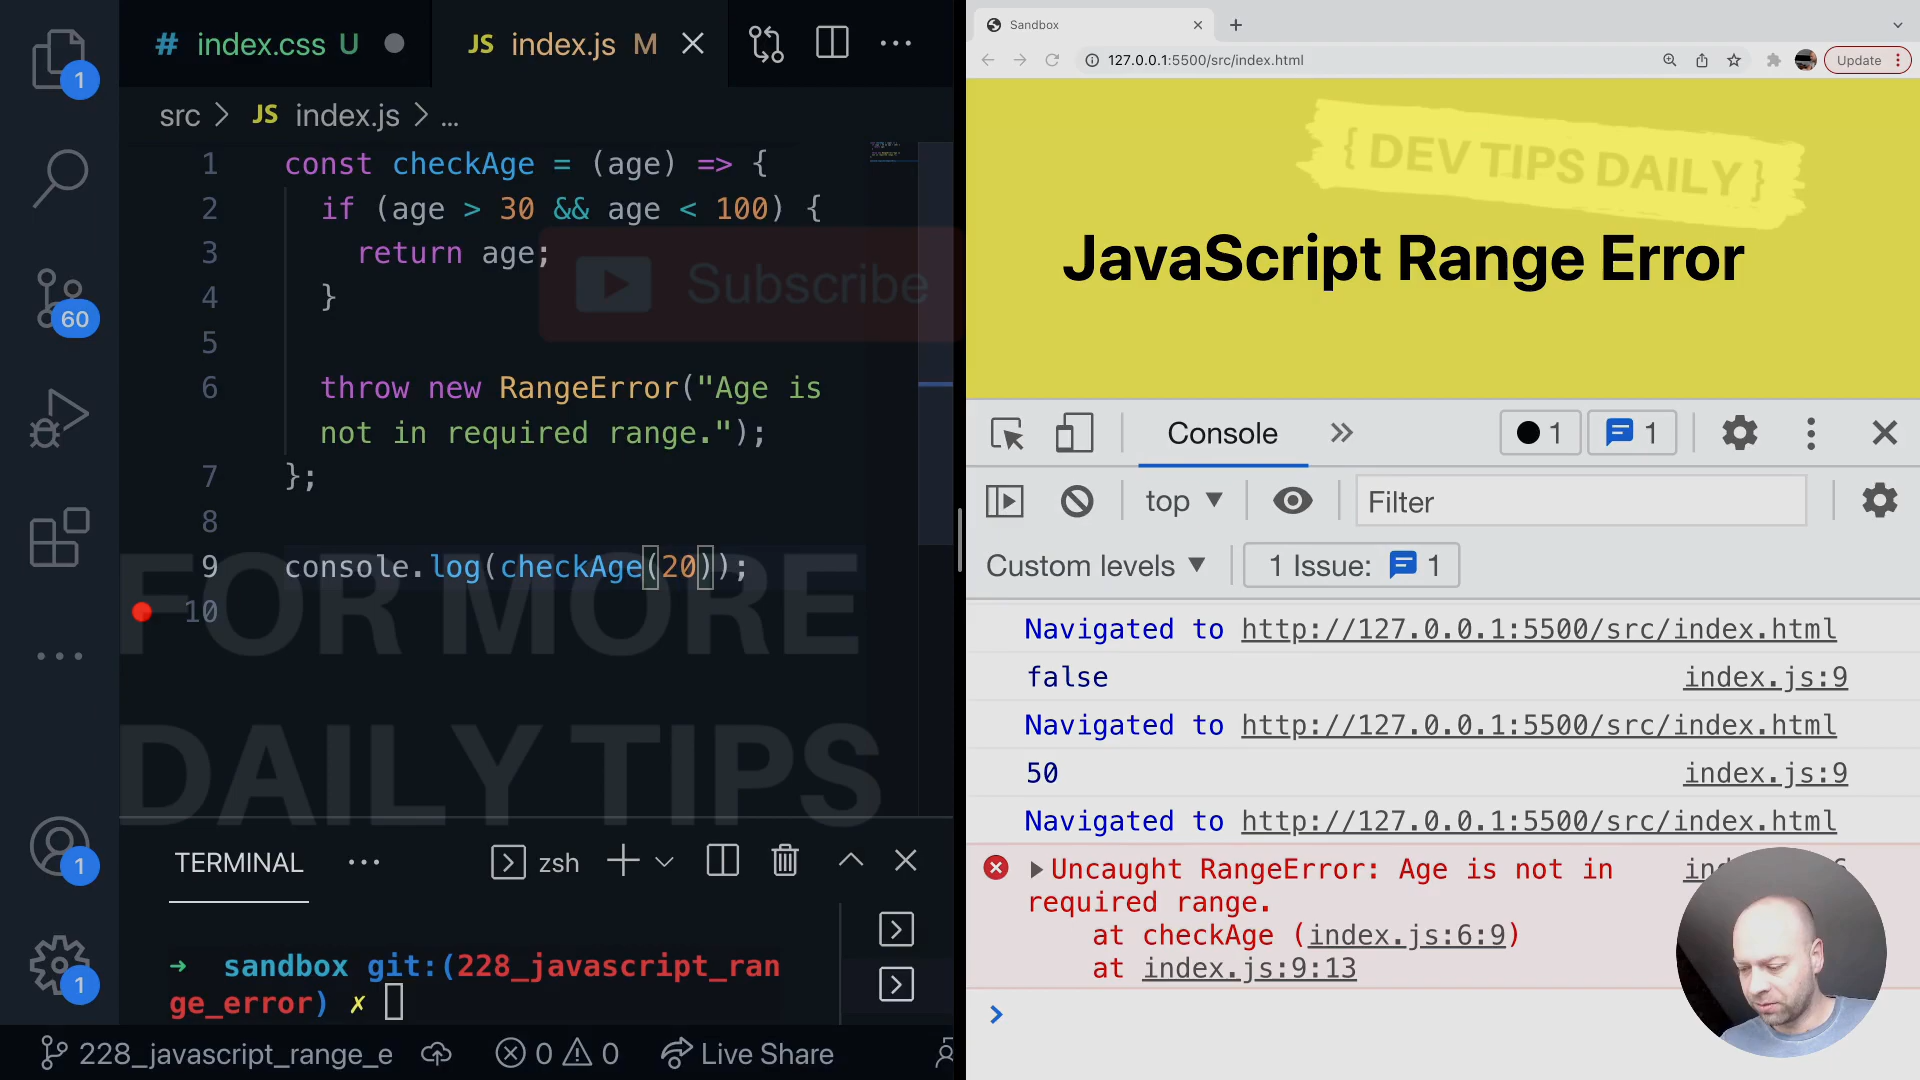 # index.css U
JS index.js M
src > JS index.js > ...
1 const checkAge = (age) => {
2 if (age > 30 && age < 100) {
3 return age;
4 }
5
6 throw new RangeError("Age is
not in required range.");
7 };
8
9 console.log(checkAge(20));
10
Subscribe
FOR MORE
DAILY TIPS
1
60
1
1
TERMINAL ... zsh
➜ sandbox git:(228_javascript_ran
ge_error) ✗
228_javascript_range_e 0 0 Live Share
Sandbox
127.0.0.1:5500/src/index.html
Update
{ DEV TIPS DAILY }
JavaScript Range Error
Console 1 1
top Filter
Custom levels 1 Issue: 1
Navigated to http://127.0.0.1:5500/src/index.html
false index.js:9
Navigated to http://127.0.0.1:5500/src/index.html
50 index.js:9
Navigated to http://127.0.0.1:5500/src/index.html
Uncaught RangeError: Age is not in
required range.
at checkAge (index.js:6:9)
at index.js:9:13